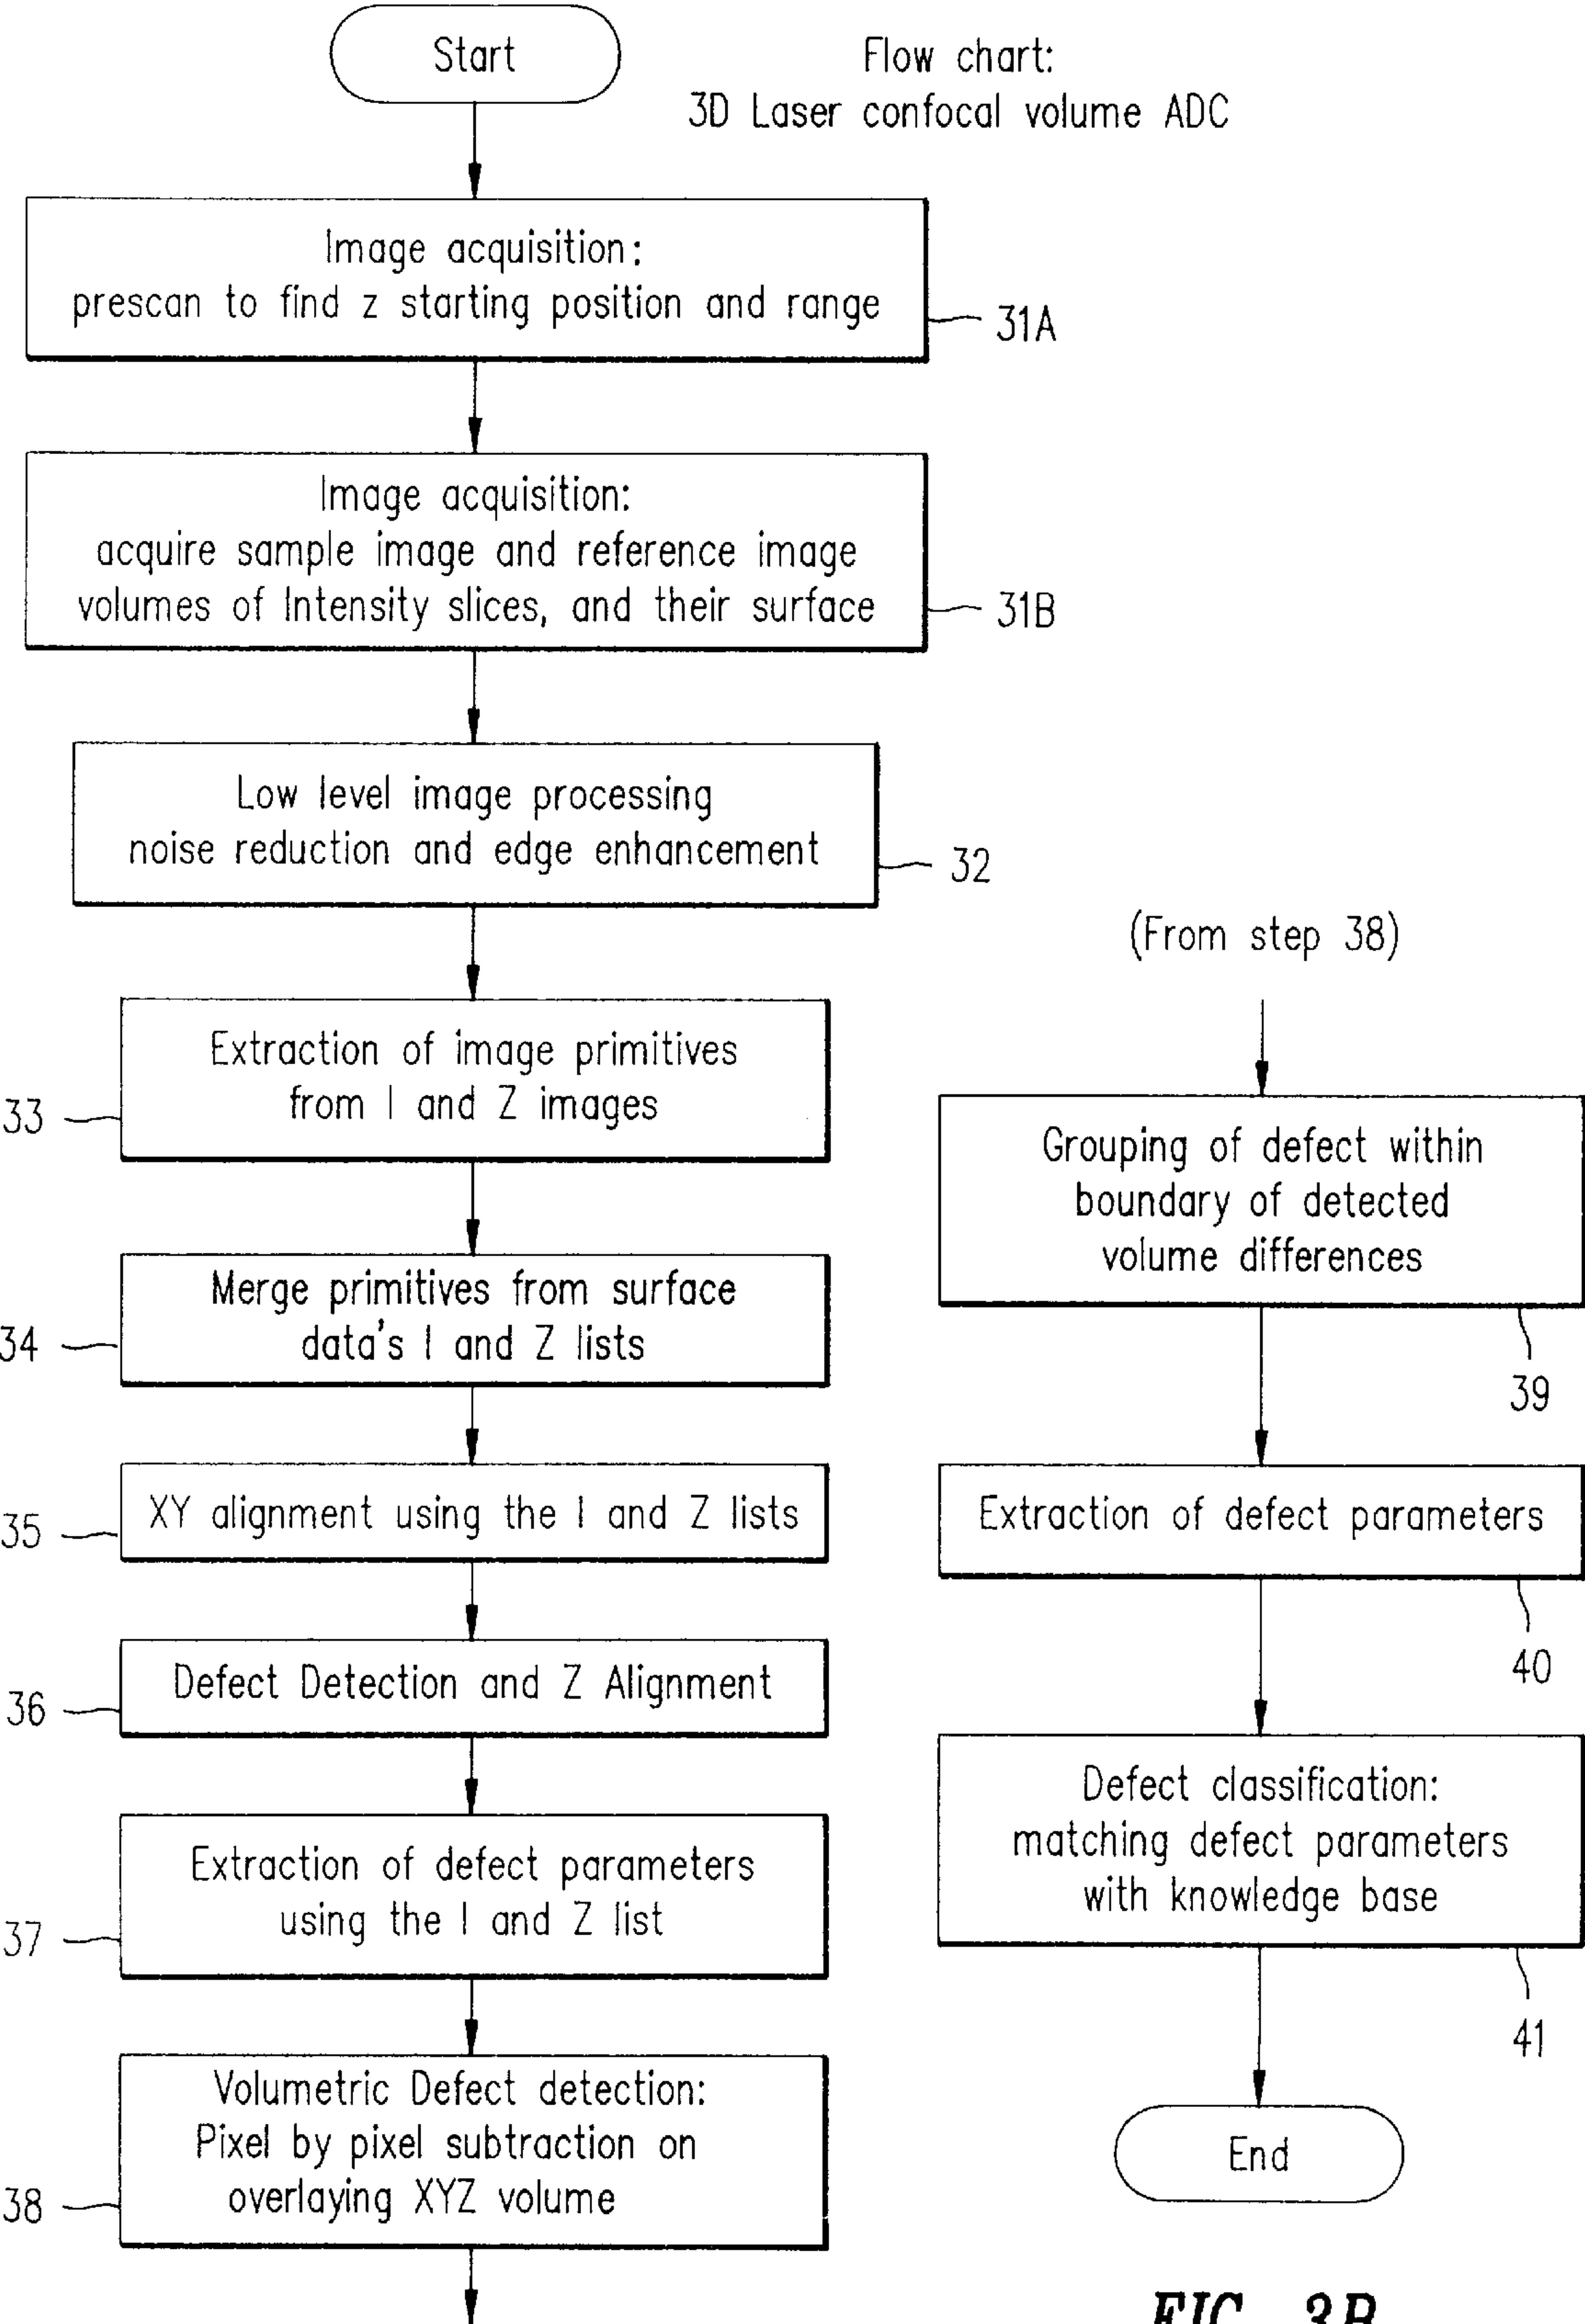 Start
Flow chart:
3D Laser confocal volume ADC
Image acquisition:
prescan to find z starting position and range
31A
Image acquisition:
acquire sample image and reference image
volumes of Intensity slices, and their surface
31B
Low level image processing
noise reduction and edge enhancement
32
Extraction of image primitives
from I and Z images
33
Merge primitives from surface
data's I and Z lists
34
XY alignment using the I and Z lists
35
Defect Detection and Z Alignment
36
Extraction of defect parameters
using the I and Z list
37
Volumetric Defect detection:
Pixel by pixel subtraction on
overlaying XYZ volume
38
(From step 38)
Grouping of defect within
boundary of detected
volume differences
39
Extraction of defect parameters
40
Defect classification:
matching defect parameters
with knowledge base
41
End
FIG. 3B